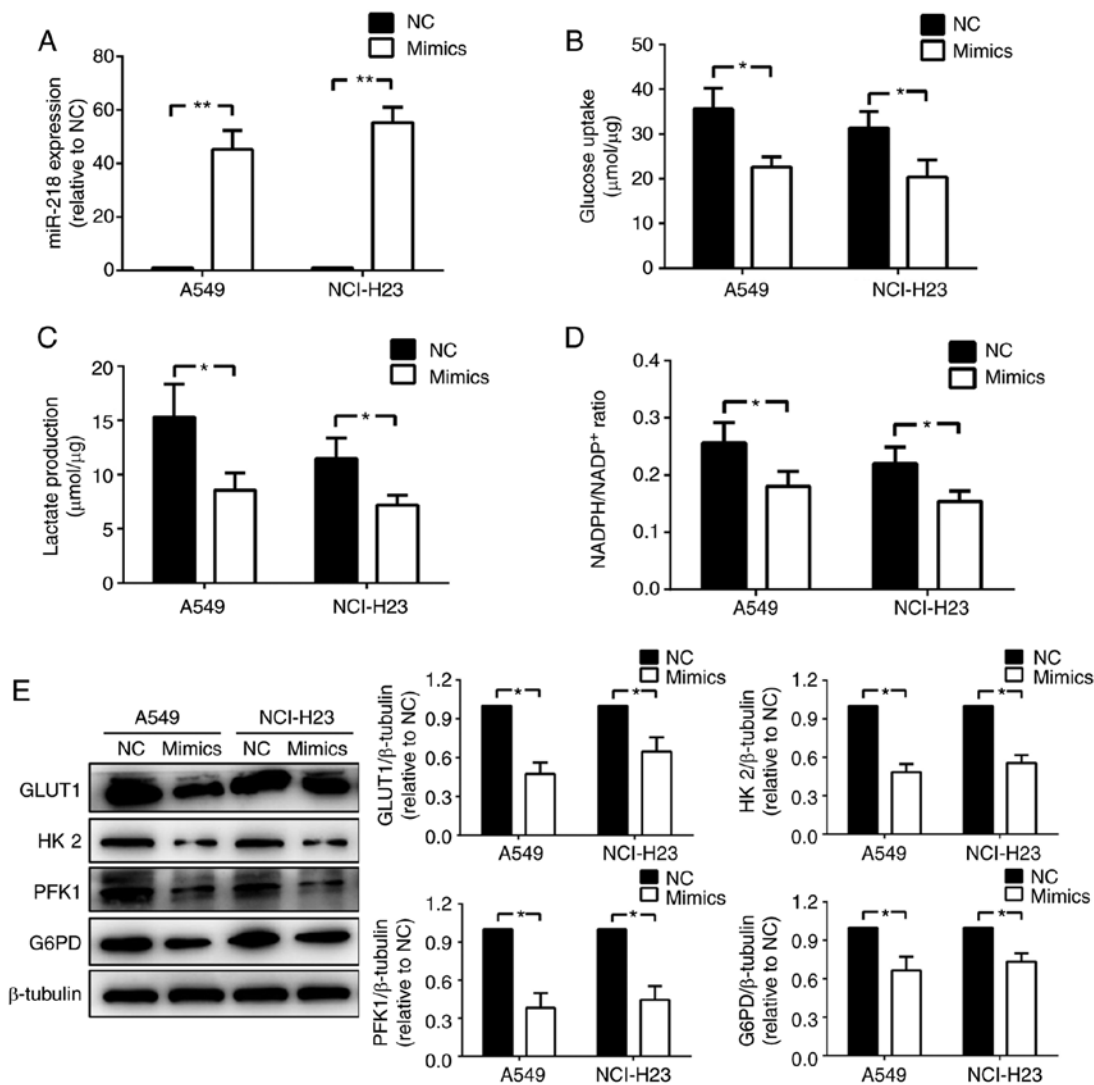 A
NC
Mimics
miR-218 expression
(relative to NC)
80
60
40
20
0
**
**
A549
NCI-H23
B
NC
Mimics
Glucose uptake
(μmol/μg)
50
40
30
20
10
0
*
*
A549
NCI-H23
C
NC
Mimics
Lactate production
(μmol/μg)
20
15
10
5
0
*
*
A549
NCI-H23
D
NC
Mimics
NADPH/NADP+ ratio
0.4
0.3
0.2
0.1
0.0
*
*
A549
NCI-H23
E
A549 NCI-H23
NC Mimics NC Mimics
GLUT1
HK 2
PFK1
G6PD
β-tubulin
NC
Mimics
GLUT1/β-tubulin
(relative to NC)
1.2
0.9
0.6
0.3
0.0
*
*
A549
NCI-H23
NC
Mimics
HK 2/β-tubulin
(relative to NC)
1.2
0.9
0.6
0.3
0.0
*
*
A549
NCI-H23
NC
Mimics
PFK1/β-tubulin
(relative to NC)
1.2
0.9
0.6
0.3
0.0
*
*
A549
NCI-H23
NC
Mimics
G6PD/β-tubulin
(relative to NC)
1.2
0.9
0.6
0.3
0.0
*
*
A549
NCI-H23